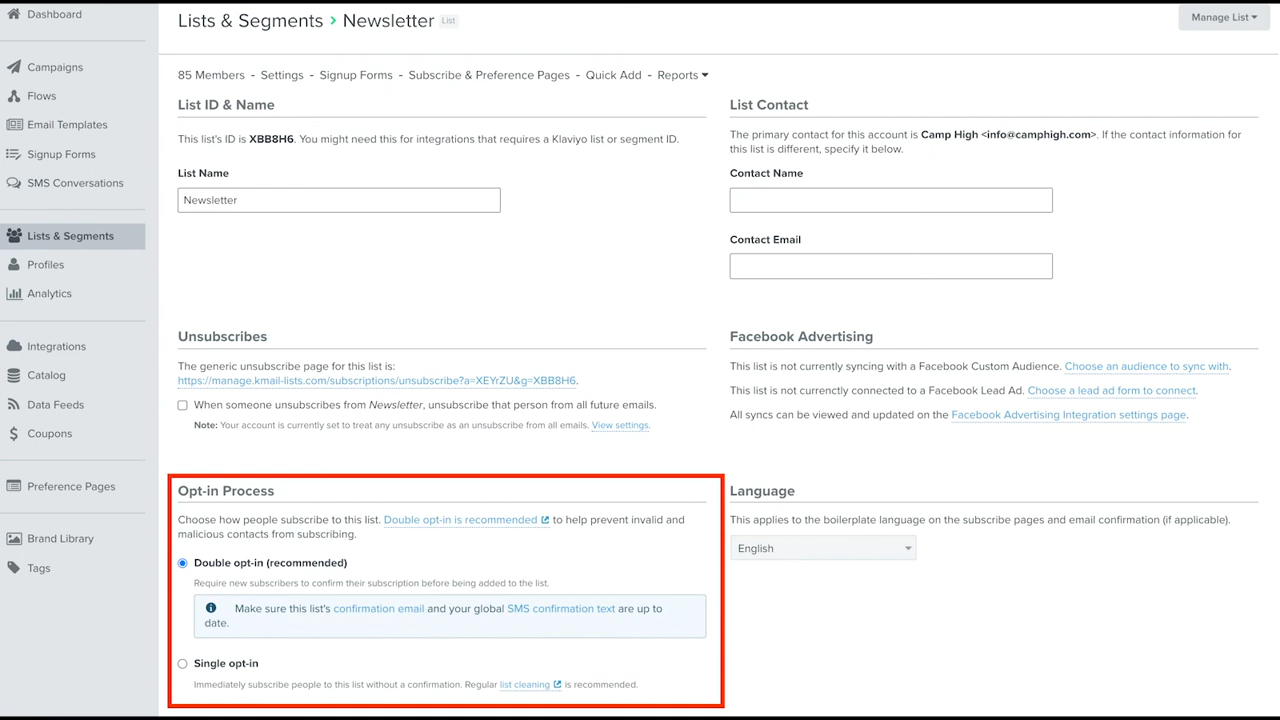 Dashboard
Campaigns
Flows
Email Templates
Signup Forms
SMS Conversations
Lists & Segments
Profiles
Analytics
Integrations
Catalog
Data Feeds
Coupons
Preference Pages
Brand Library
Tags
Lists & Segments › Newsletter List
Manage List
85 Members - Settings - Signup Forms - Subscribe & Preference Pages - Quick Add - Reports
List ID & Name
This list's ID is XBB8H6. You might need this for integrations that requires a Klaviyo list or segment ID.
List Name
Newsletter
List Contact
The primary contact for this account is Camp High <info@camphigh.com>. If the contact information for
this list is different, specify it below.
Contact Name
Contact Email
Unsubscribes
The generic unsubscribe page for this list is:
https://manage.kmail-lists.com/subscriptions/unsubscribe?a=XEYrZU&g=XBB8H6.
When someone unsubscribes from Newsletter, unsubscribe that person from all future emails.
Note: Your account is currently set to treat any unsubscribe as an unsubscribe from all emails. View settings.
Facebook Advertising
This list is not currently syncing with a Facebook Custom Audience. Choose an audience to sync with.
This list is not currently connected to a Facebook Lead Ad. Choose a lead ad form to connect.
All syncs can be viewed and updated on the Facebook Advertising Integration settings page.
Opt-in Process
Choose how people subscribe to this list. Double opt-in is recommended to help prevent invalid and
malicious contacts from subscribing.
Double opt-in (recommended)
Require new subscribers to confirm their subscription before being added to the list.
Make sure this list's confirmation email and your global SMS confirmation text are up to
date.
Single opt-in
Immediately subscribe people to this list without a confirmation. Regular list cleaning is recommended.
Language
This applies to the boilerplate language on the subscribe pages and email confirmation (if applicable).
English